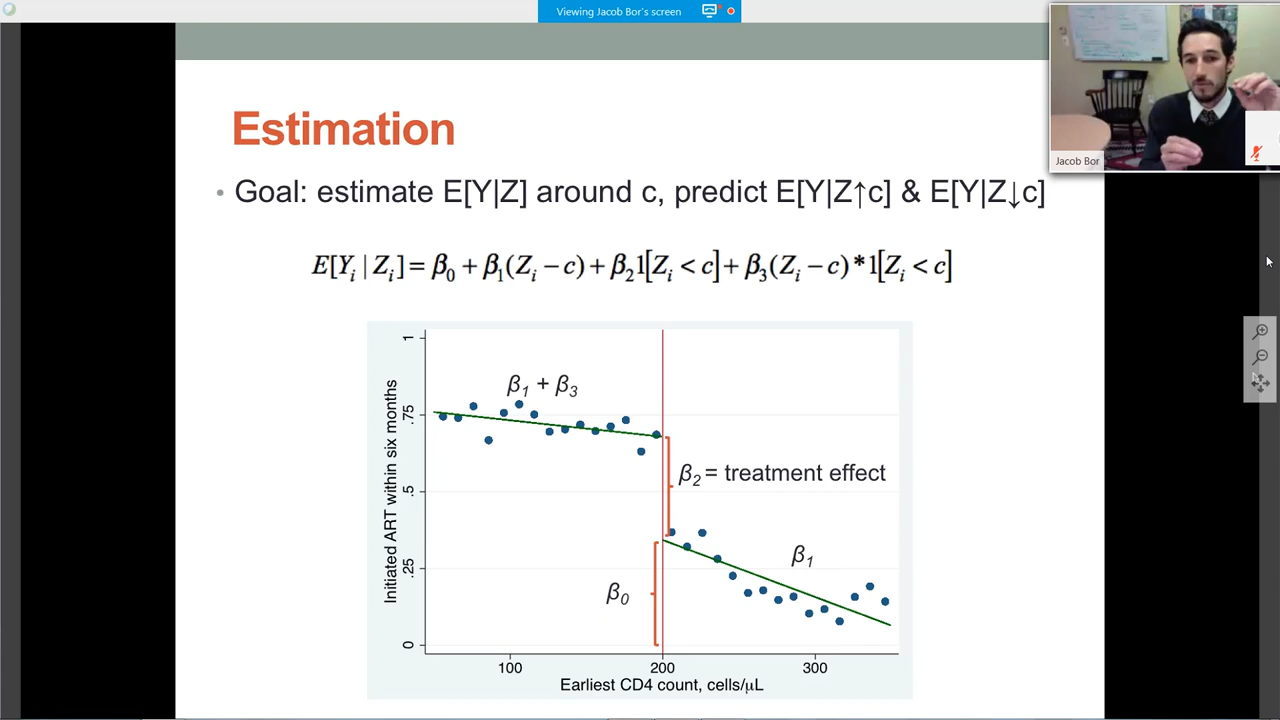 Viewing Jacob Bor's screen
Jacob Bor
Estimation
• Goal: estimate E[Y|Z] around c, predict E[Y|Z↑c] & E[Y|Z↓c]
E[Yᵢ | Zᵢ] = β₀ + β₁(Zᵢ − c) + β₂1[Zᵢ < c] + β₃(Zᵢ − c) * 1[Zᵢ < c]
Initiated ART within six months
1
.75
.5
.25
0
β₁ + β₃
β₂ = treatment effect
β₁
β₀
100 200 300
Earliest CD4 count, cells/μL